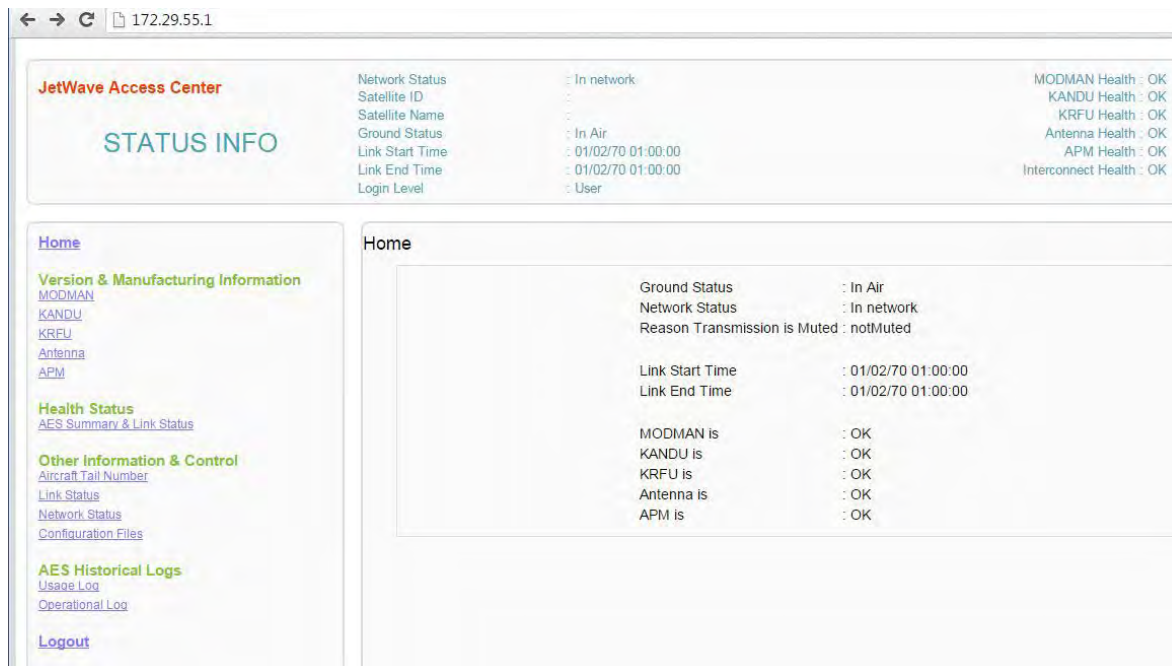 172.29.55.1
JetWave Access Center
STATUS INFO
Network Status : In network
Satellite ID :
Satellite Name :
Ground Status : In Air
Link Start Time : 01/02/70 01:00:00
Link End Time : 01/02/70 01:00:00
Login Level : User
MODMAN Health : OK
KANDU Health : OK
KRFU Health : OK
Antenna Health : OK
APM Health : OK
Interconnect Health : OK
Home
Version & Manufacturing Information
MODMAN
KANDU
KRFU
Antenna
APM
Health Status
AES Summary & Link Status
Other Information & Control
Aircraft Tail Number
Link Status
Network Status
Configuration Files
AES Historical Logs
Usage Log
Operational Log
Logout
Home
Ground Status : In Air
Network Status : In network
Reason Transmission is Muted : notMuted
Link Start Time : 01/02/70 01:00:00
Link End Time : 01/02/70 01:00:00
MODMAN is : OK
KANDU is : OK
KRFU is : OK
Antenna is : OK
APM is : OK